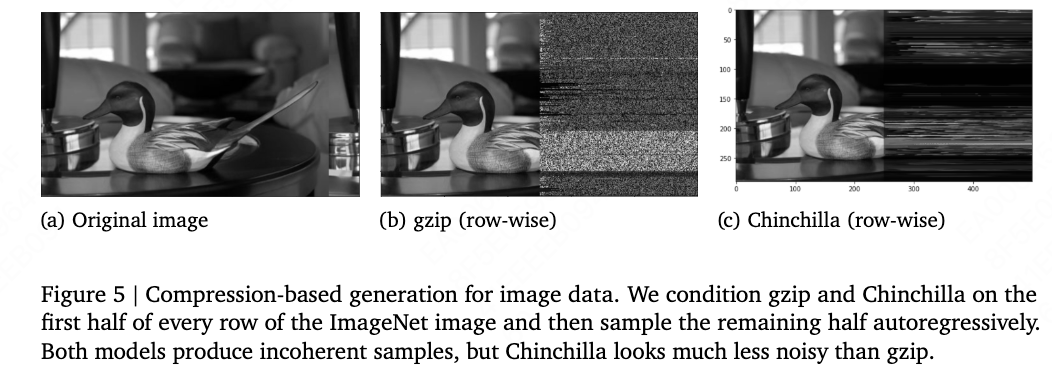 0
50
100
150
200
250
0 100 200 300 400
(a) Original image
(b) gzip (row-wise)
(c) Chinchilla (row-wise)
Figure 5 | Compression-based generation for image data. We condition gzip and Chinchilla on the
first half of every row of the ImageNet image and then sample the remaining half autoregressively.
Both models produce incoherent samples, but Chinchilla looks much less noisy than gzip.